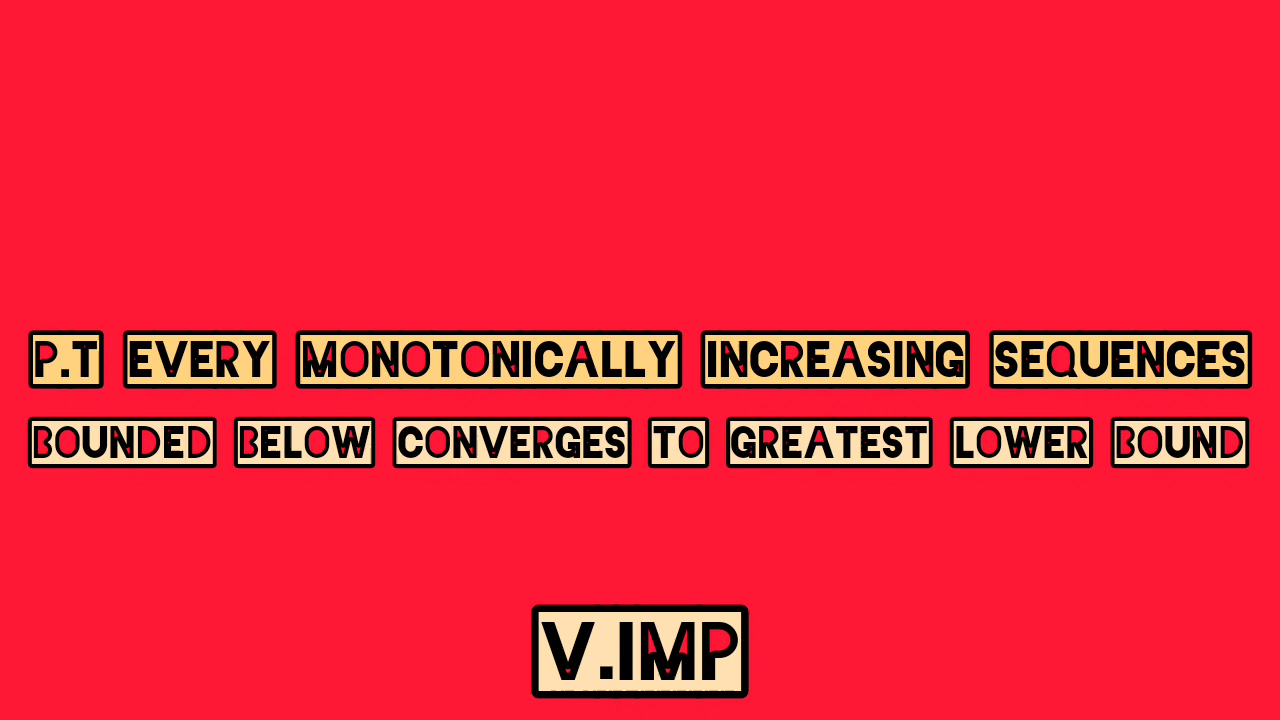 P.T EVERY MONOTONICALLY INCREASING SEQUENCES
BOUNDED BELOW CONVERGES TO GREATEST LOWER BOUND
V.IMP